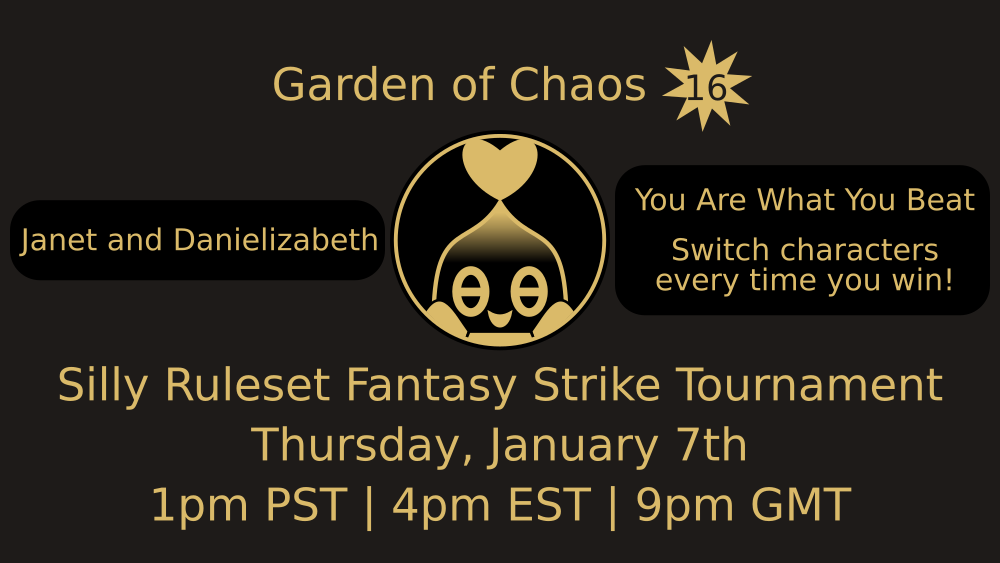 Garden of Chaos 16
Janet and Danielizabeth
You Are What You Beat
Switch characters
every time you win!
Silly Ruleset Fantasy Strike Tournament
Thursday, January 7th
1pm PST | 4pm EST | 9pm GMT